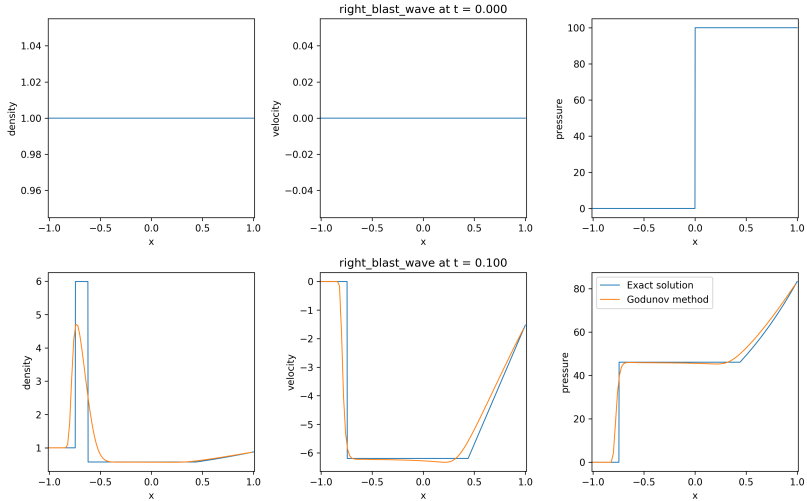 right_blast_wave at t = 0.000
density
1.04
1.02
1.00
0.98
0.96
−1.0 −0.5 0.0 0.5 1.0
x
velocity
0.04
0.02
0.00
−0.02
−0.04
−1.0 −0.5 0.0 0.5 1.0
x
pressure
100
80
60
40
20
0
−1.0 −0.5 0.0 0.5 1.0
x
right_blast_wave at t = 0.100
density
6
5
4
3
2
1
−1.0 −0.5 0.0 0.5 1.0
x
velocity
0
−1
−2
−3
−4
−5
−6
−1.0 −0.5 0.0 0.5 1.0
x
pressure
80
60
40
20
0
Exact solution
Godunov method
−1.0 −0.5 0.0 0.5 1.0
x